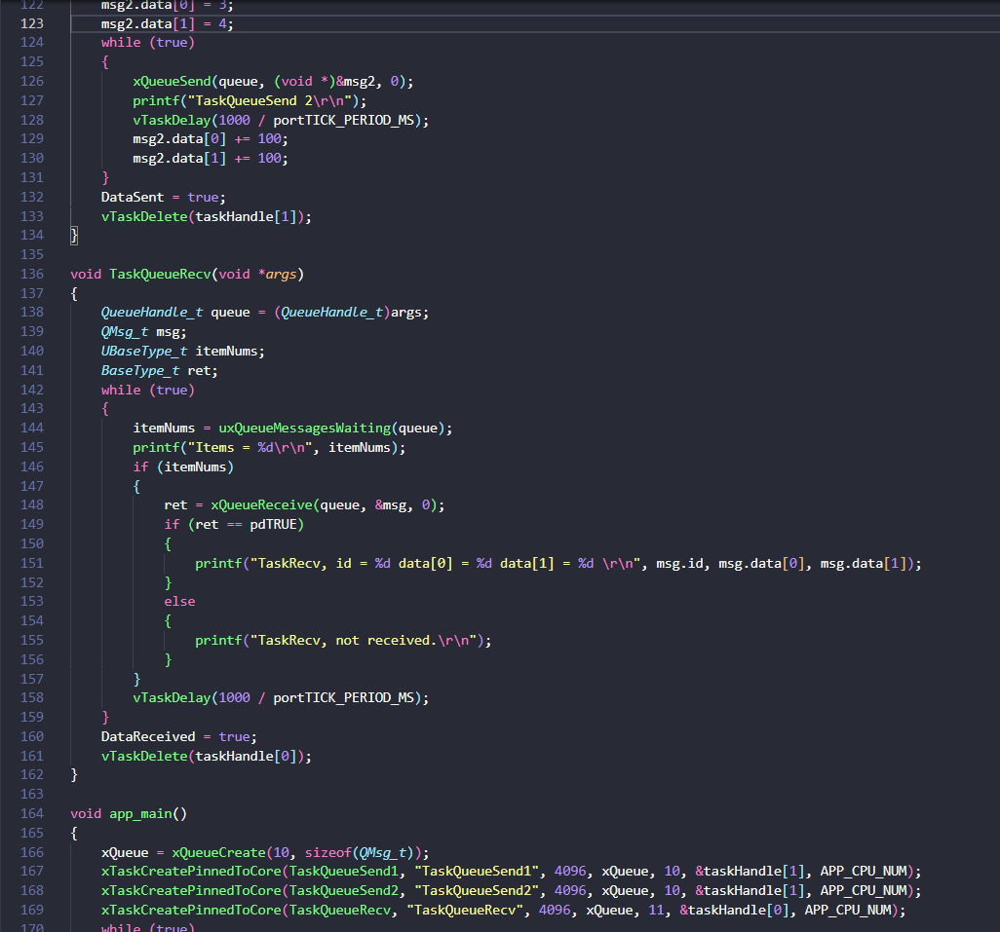 122 msg2.data[0] = 3;
123 msg2.data[1] = 4;
124 while (true)
125 {
126 xQueueSend(queue, (void *)&msg2, 0);
127 printf("TaskQueueSend 2\r\n");
128 vTaskDelay(1000 / portTICK_PERIOD_MS);
129 msg2.data[0] += 100;
130 msg2.data[1] += 100;
131 }
132 DataSent = true;
133 vTaskDelete(taskHandle[1]);
134 }
135
136 void TaskQueueRecv(void *args)
137 {
138 QueueHandle_t queue = (QueueHandle_t)args;
139 QMsg_t msg;
140 UBaseType_t itemNums;
141 BaseType_t ret;
142 while (true)
143 {
144 itemNums = uxQueueMessagesWaiting(queue);
145 printf("Items = %d\r\n", itemNums);
146 if (itemNums)
147 {
148 ret = xQueueReceive(queue, &msg, 0);
149 if (ret == pdTRUE)
150 {
151 printf("TaskRecv, id = %d data[0] = %d data[1] = %d \r\n", msg.id, msg.data[0], msg.data[1]);
152 }
153 else
154 {
155 printf("TaskRecv, not received.\r\n");
156 }
157 }
158 vTaskDelay(1000 / portTICK_PERIOD_MS);
159 }
160 DataReceived = true;
161 vTaskDelete(taskHandle[0]);
162 }
163
164 void app_main()
165 {
166 xQueue = xQueueCreate(10, sizeof(QMsg_t));
167 xTaskCreatePinnedToCore(TaskQueueSend1, "TaskQueueSend1", 4096, xQueue, 10, &taskHandle[1], APP_CPU_NUM);
168 xTaskCreatePinnedToCore(TaskQueueSend2, "TaskQueueSend2", 4096, xQueue, 10, &taskHandle[1], APP_CPU_NUM);
169 xTaskCreatePinnedToCore(TaskQueueRecv, "TaskQueueRecv", 4096, xQueue, 11, &taskHandle[0], APP_CPU_NUM);
170 while (true)